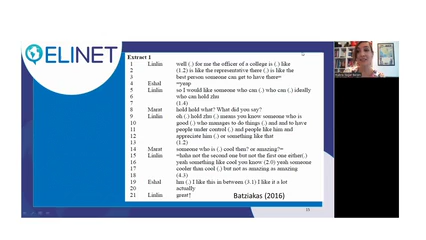 ELINET
Extract 1
1 Linlin well (.) for me the officer of a college is (.) like
2 (1.2) is like the representative there (.) is like the
3 best person someone can get to have there=
4 Eshal =yeap
5 Linlin so I would like someone who can (.) who can (.) ideally
6 who can hold zhu
7 (1.4)
8 Marat hold hold what? What did you say?
9 Linlin oh (.) hold zhu (.) means you know someone who is
10 good (.) who manages to do things (.) and and to have
11 people under control (.) and people like him and
12 appreciate him (.) or something like that
13 (1.2)
14 Marat someone who is (.) cool then? or amazing?=
15 Linlin =haha not the second one but not the first one either(.)
16 yeah something like cool you know (2.0) yeah someone
17 cooler than cool (.) but not as amazing as amazing
18 (4.3)
19 Eshal hm (.) I like this in between (3.1) I like it a lot
20 actually
21 Linlin great↑
Batziakas (2016)